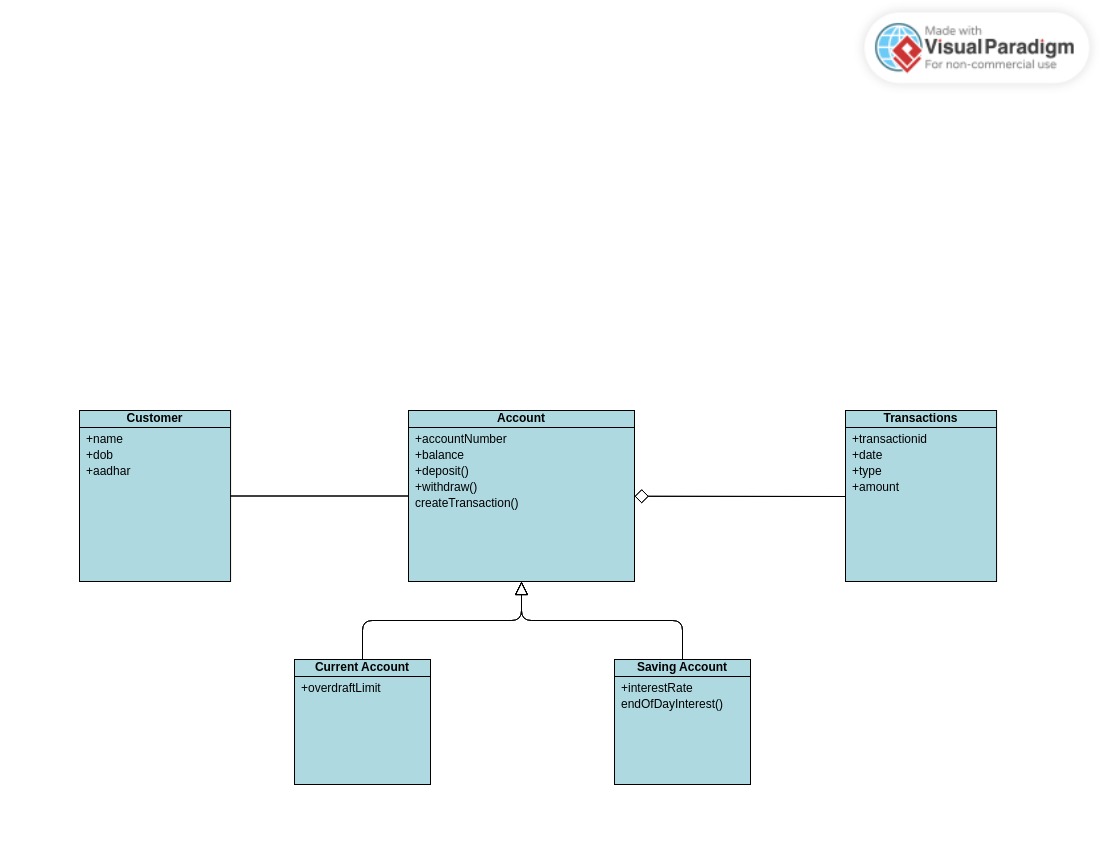 Made with
Visual Paradigm
For non-commercial use
Customer
+name
+dob
+aadhar
Account
+accountNumber
+balance
+deposit()
+withdraw()
createTransaction()
Transactions
+transactionid
+date
+type
+amount
Current Account
+overdraftLimit
Saving Account
+interestRate
endOfDayInterest()